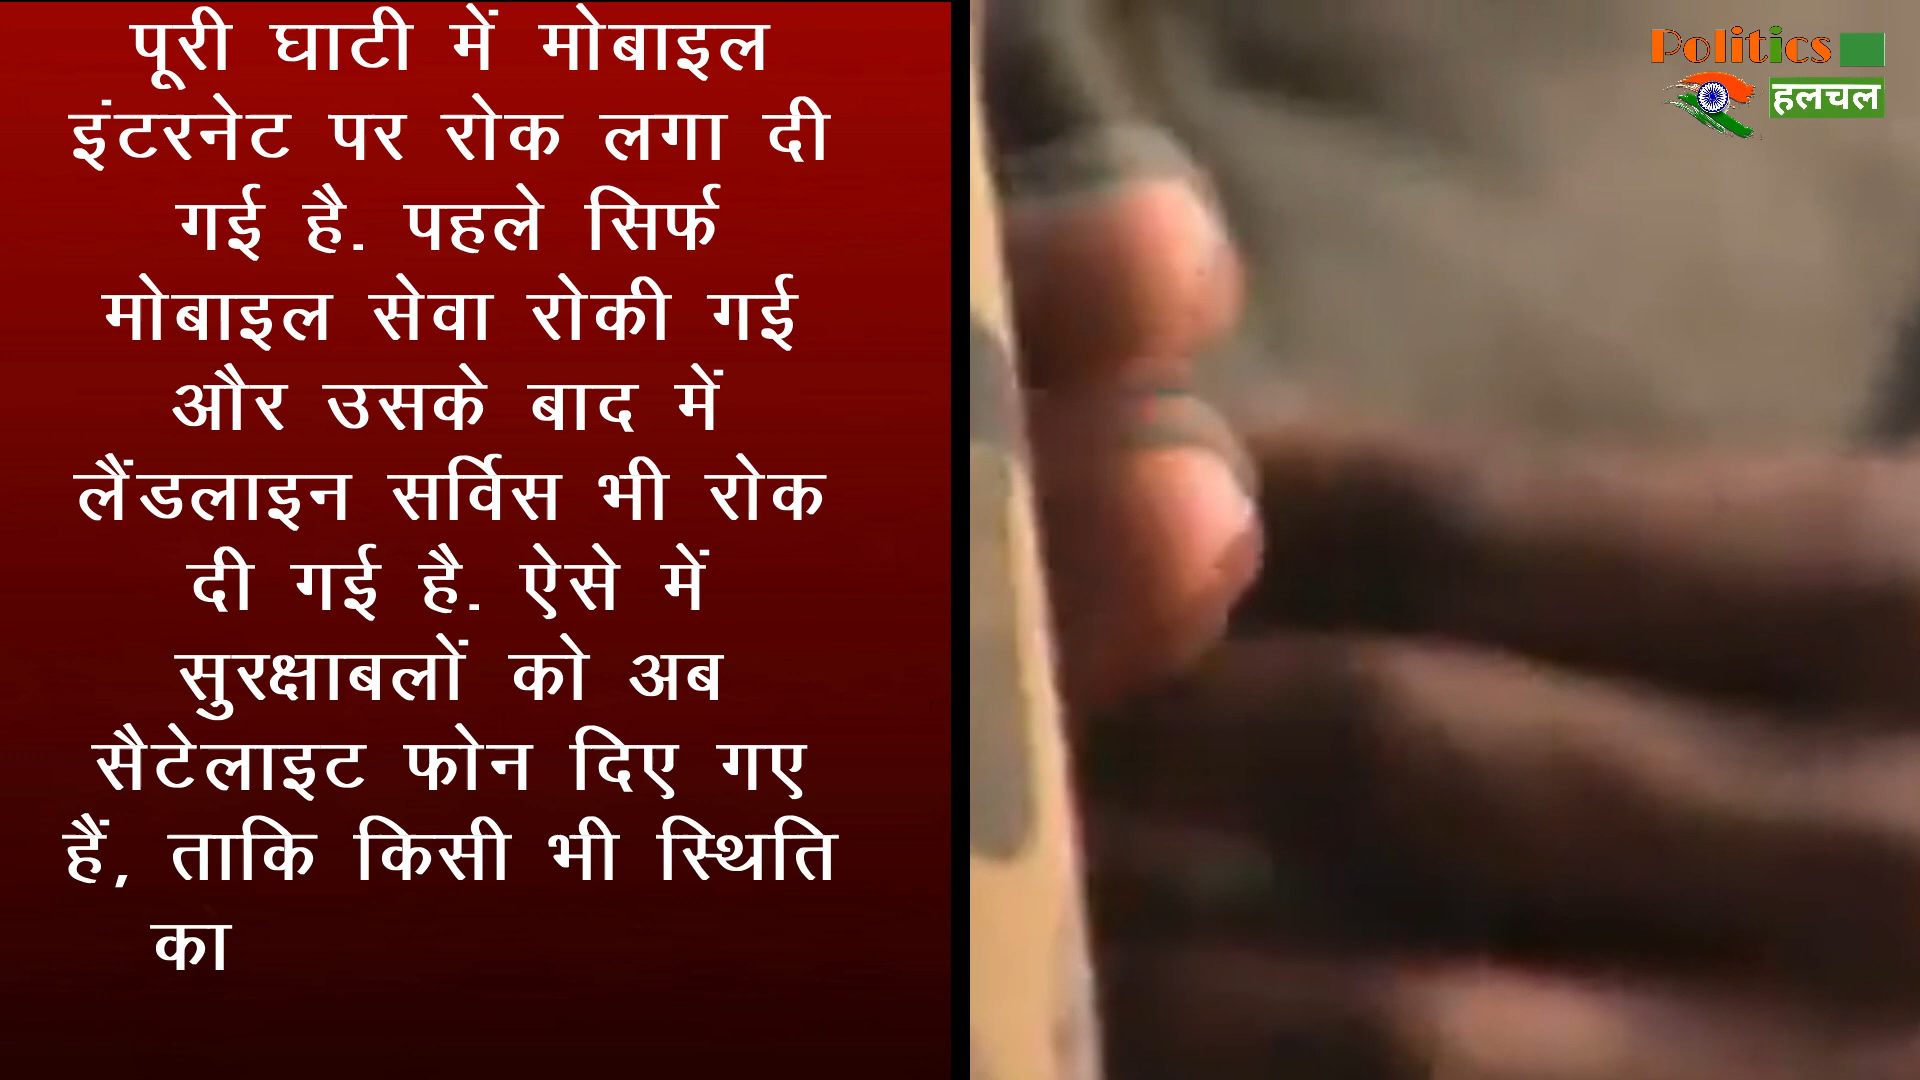 पूरी घाटी में मोबाइल
इंटरनेट पर रोक लगा दी
गई है. पहले सिर्फ
मोबाइल सेवा रोकी गई
और उसके बाद में
लैंडलाइन सर्विस भी रोक
दी गई है. ऐसे में
सुरक्षाबलों को अब
सैटेलाइट फोन दिए गए
हैं, ताकि किसी भी स्थिति
का
Politics
हलचल